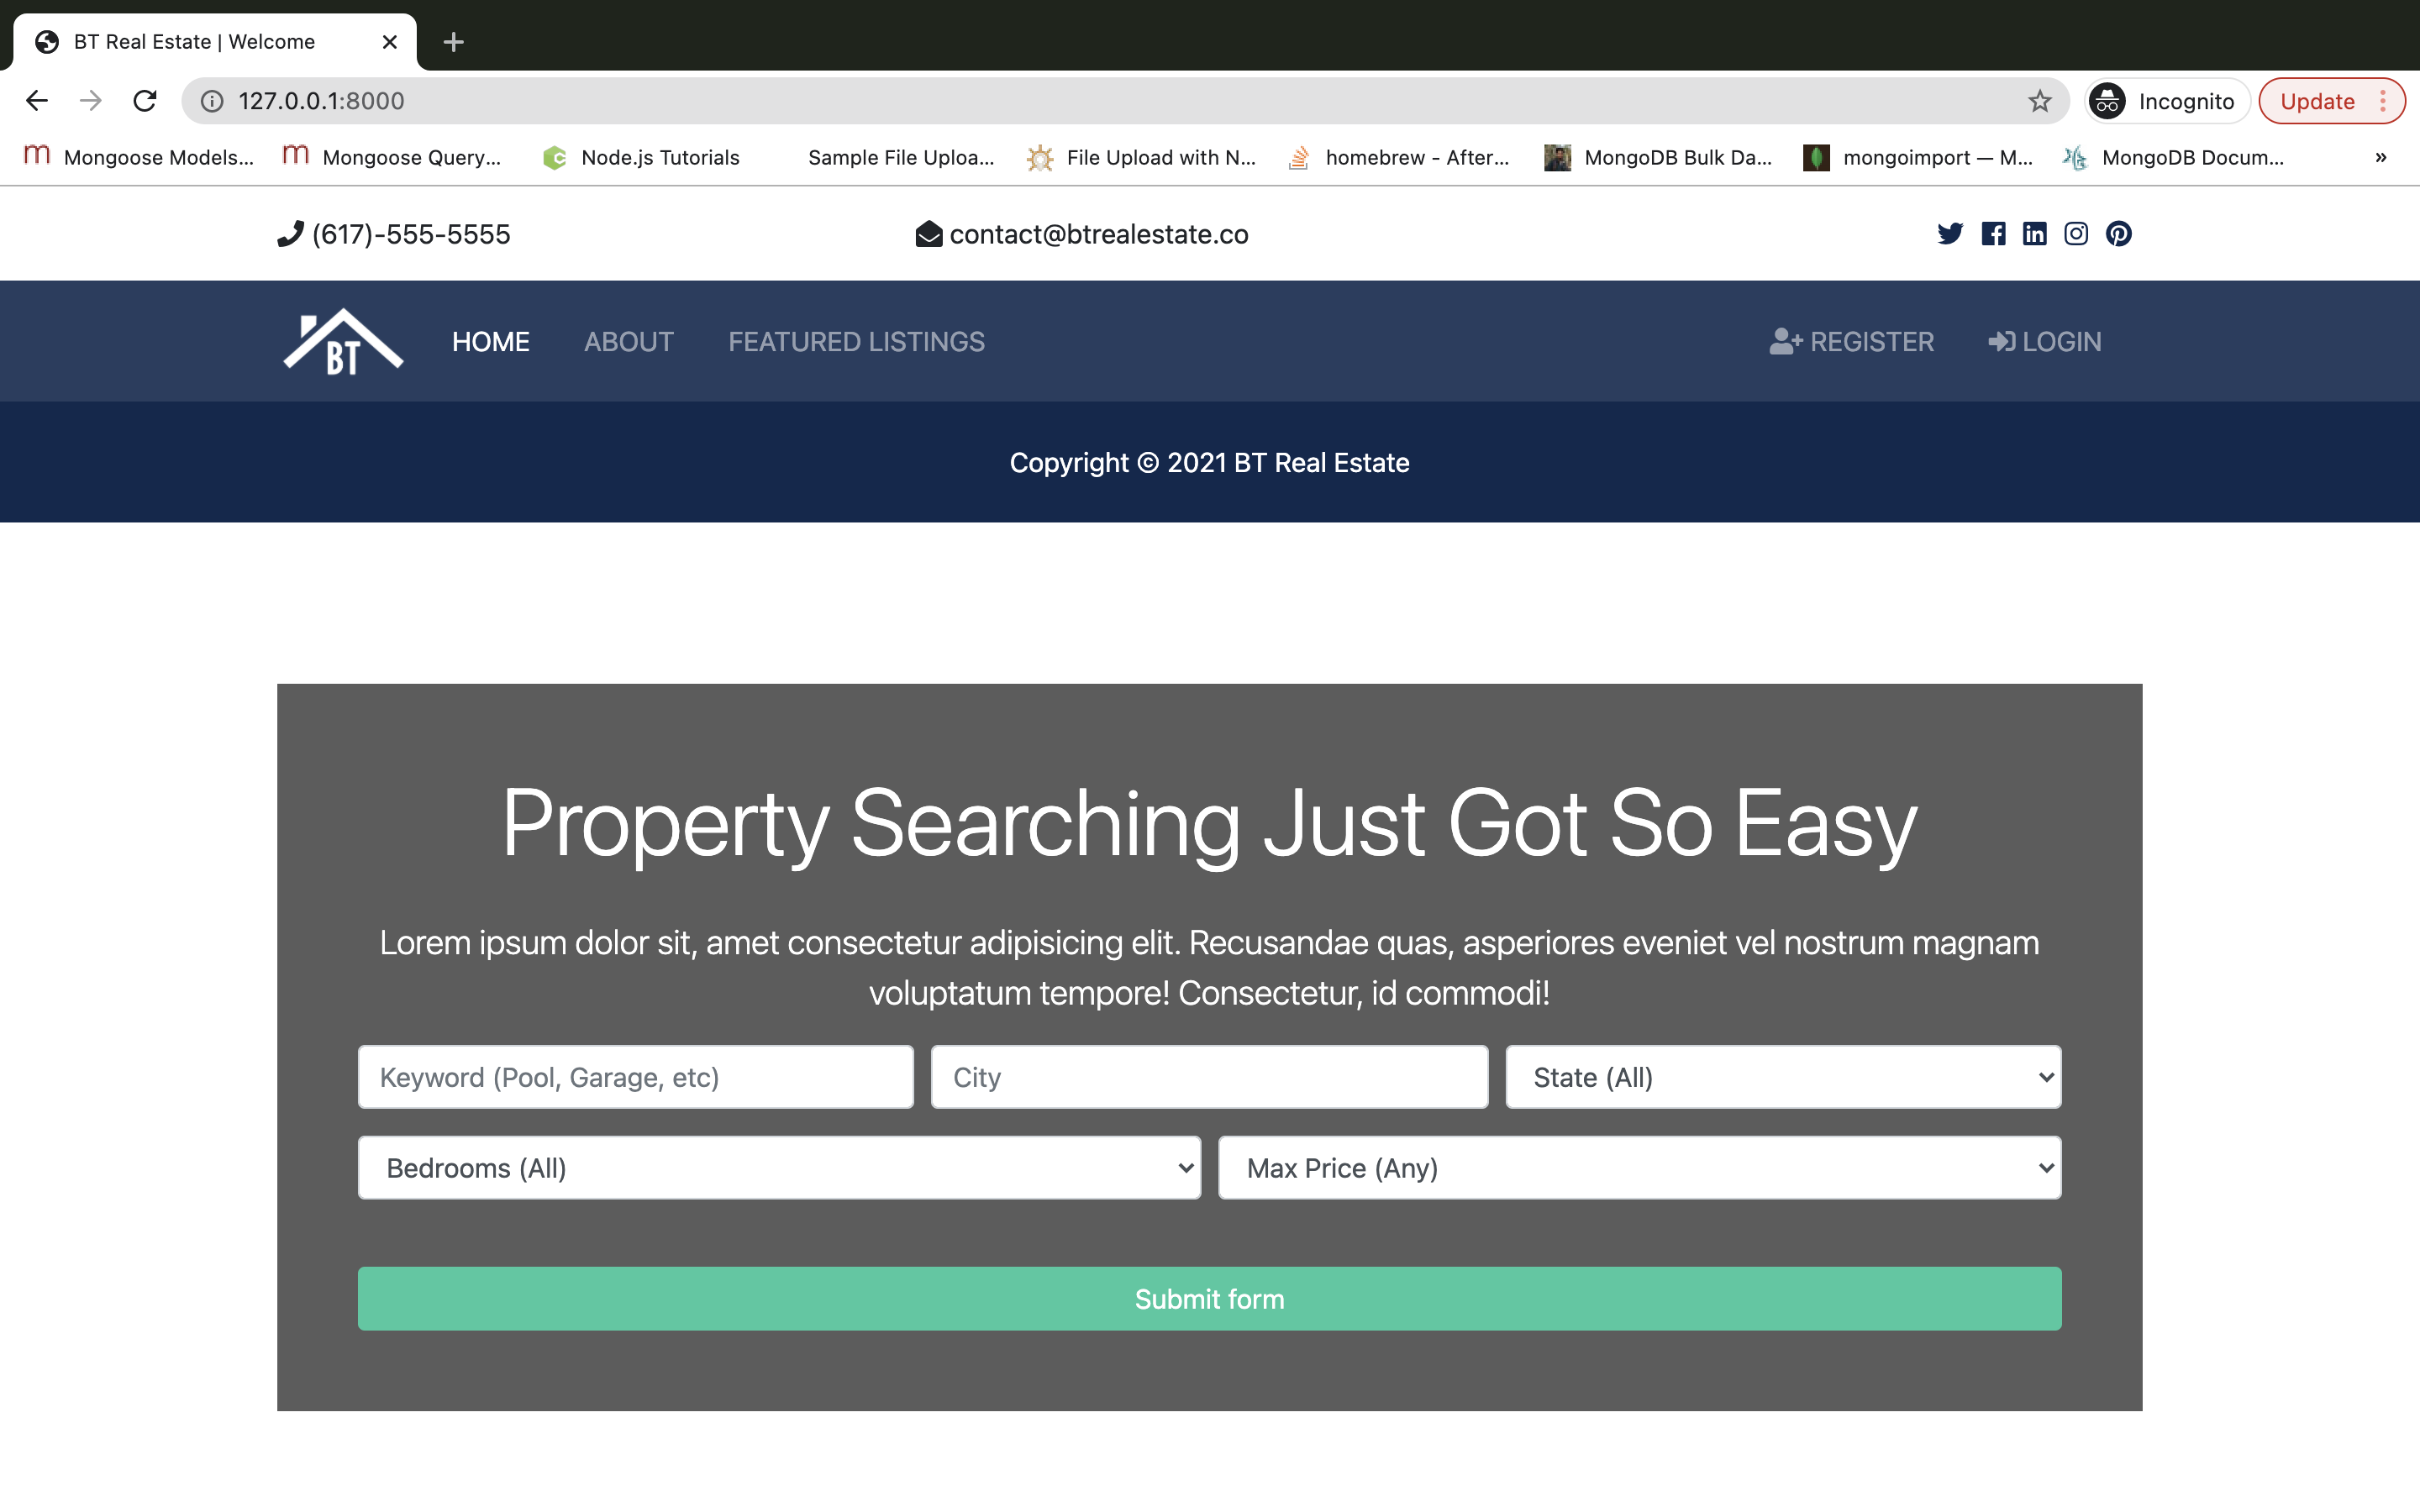 BT Real Estate | Welcome
127.0.0.1:8000
Incognito
Update
Mongoose Models...
Mongoose Query...
Node.js Tutorials
Sample File Uploa...
File Upload with N...
homebrew - After...
MongoDB Bulk Da...
mongoimport — M...
MongoDB Docum...
»
(617)-555-5555
contact@btrealestate.co
BT
HOME
ABOUT
FEATURED LISTINGS
REGISTER
LOGIN
Copyright © 2021 BT Real Estate
Property Searching Just Got So Easy
Lorem ipsum dolor sit, amet consectetur adipisicing elit. Recusandae quas, asperiores eveniet vel nostrum magnam
voluptatum tempore! Consectetur, id commodi!
Keyword (Pool, Garage, etc)
City
State (All)
Bedrooms (All)
Max Price (Any)
Submit form